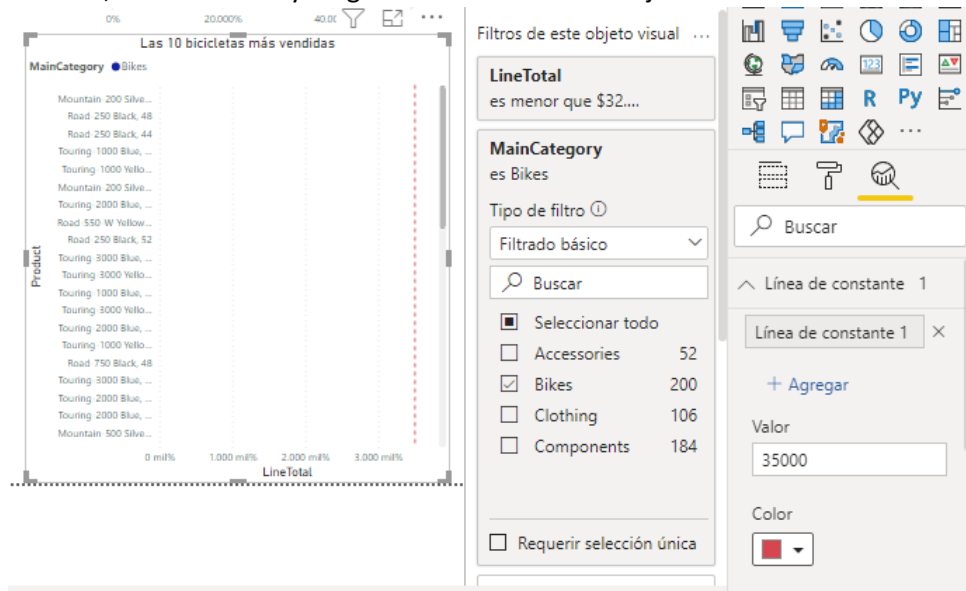 0%
20.000%
Las 10 bicicletas más vendidas
MainCategory Bikes
Mountain-200 Silve...
Road-250 Black, 48
Road-250 Black, 44
Touring-1000 Blue, ...
Touring-1000 Yello...
Mountain-200 Silve...
Touring-2000 Blue, ...
Road-550-W Yellow...
Road-250 Black, 52
Touring-3000 Blue, ...
Touring-3000 Yello...
Touring-1000 Blue, ...
Touring-3000 Yello...
Touring-2000 Blue, ...
Touring-1000 Yello...
Road-750 Black, 48
Touring-3000 Blue, ...
Touring-2000 Blue, ...
Touring-2000 Blue, ...
Mountain-500 Silve...
Product
0 mil%
1.000 mil%
2.000 mil%
3.000 mil%
LineTotal
Filtros de este objeto visual ...
LineTotal
es menor que $32....
MainCategory
es Bikes
Tipo de filtro
Filtrado básico
Buscar
Seleccionar todo
Accessories 52
Bikes 200
Clothing 106
Components 184
Requerir selección única
123
R Py
...
Buscar
Línea de constante 1
Línea de constante 1 ×
+ Agregar
Valor
35000
Color